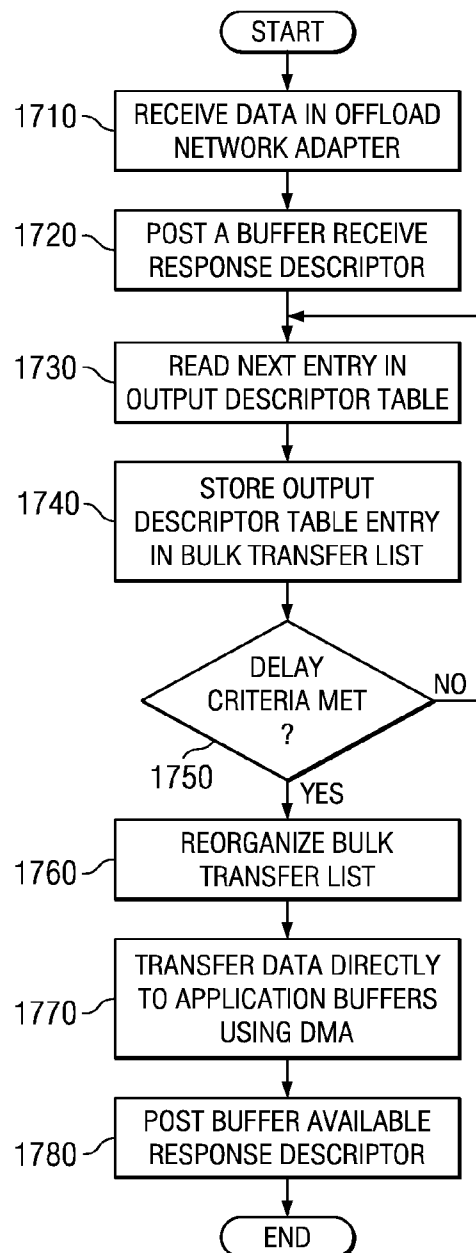 START
1710
RECEIVE DATA IN OFFLOAD
NETWORK ADAPTER
1720
POST A BUFFER RECEIVE
RESPONSE DESCRIPTOR
1730
READ NEXT ENTRY IN
OUTPUT DESCRIPTOR TABLE
1740
STORE OUTPUT
DESCRIPTOR TABLE ENTRY
IN BULK TRANSFER LIST
DELAY
CRITERIA MET
?
NO
1750
YES
1760
REORGANIZE BULK
TRANSFER LIST
1770
TRANSFER DATA DIRECTLY
TO APPLICATION BUFFERS
USING DMA
1780
POST BUFFER AVAILABLE
RESPONSE DESCRIPTOR
END